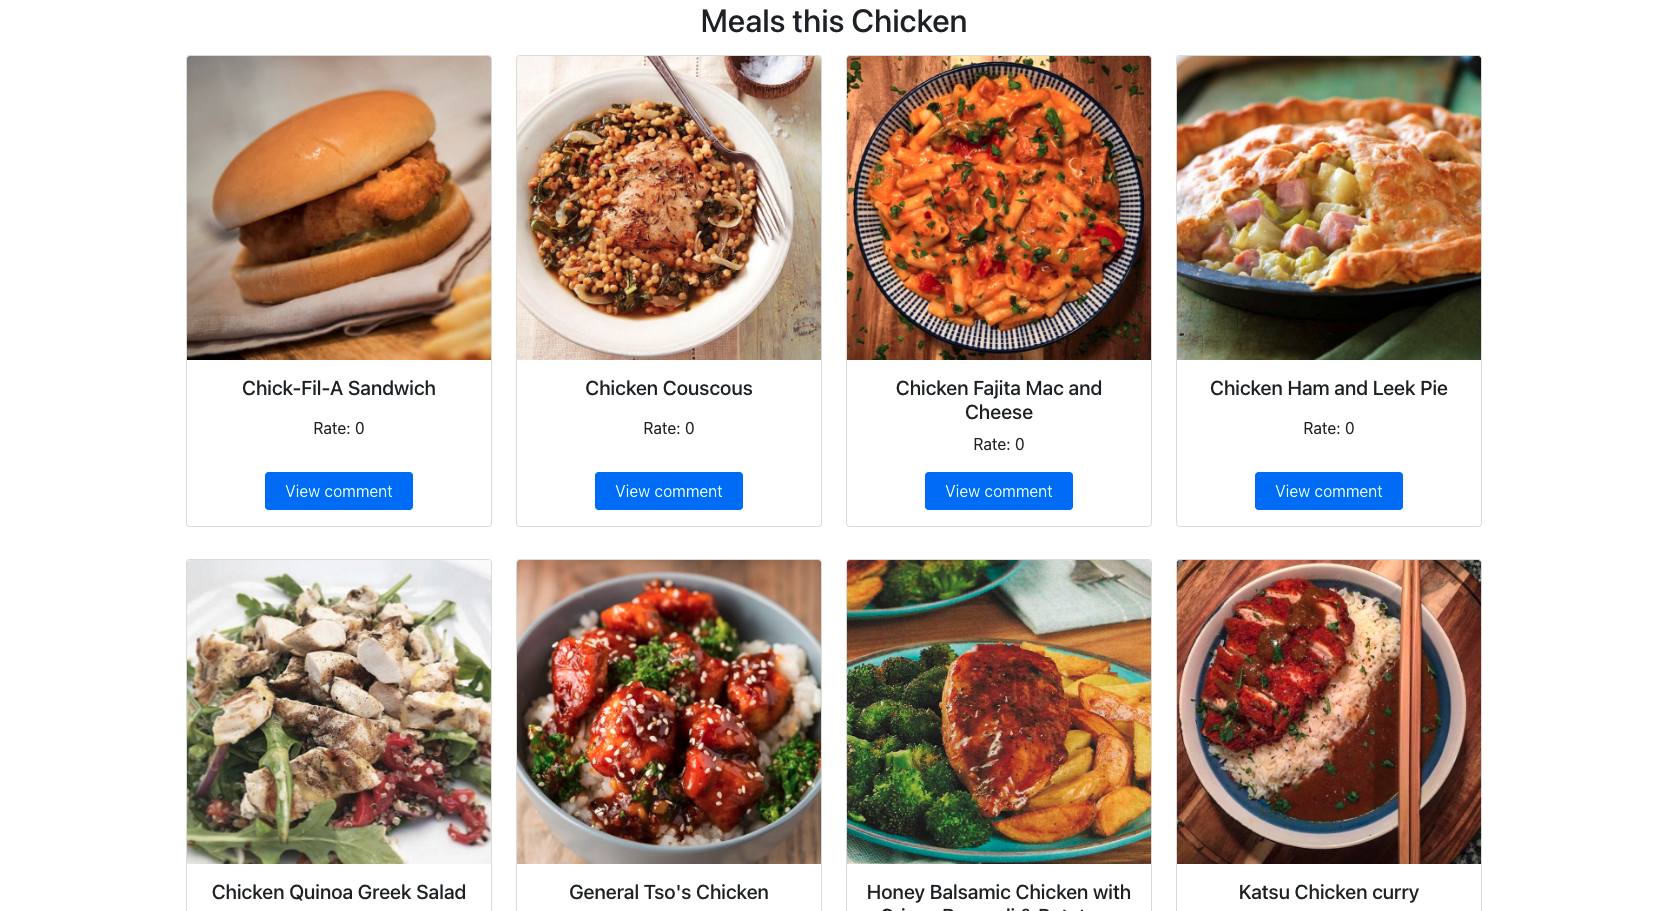 Meals this Chicken
Chick-Fil-A Sandwich
Rate: 0
View comment
Chicken Couscous
Rate: 0
View comment
Chicken Fajita Mac and
Cheese
Rate: 0
View comment
Chicken Ham and Leek Pie
Rate: 0
View comment
Chicken Quinoa Greek Salad
General Tso's Chicken
Honey Balsamic Chicken with
Katsu Chicken curry